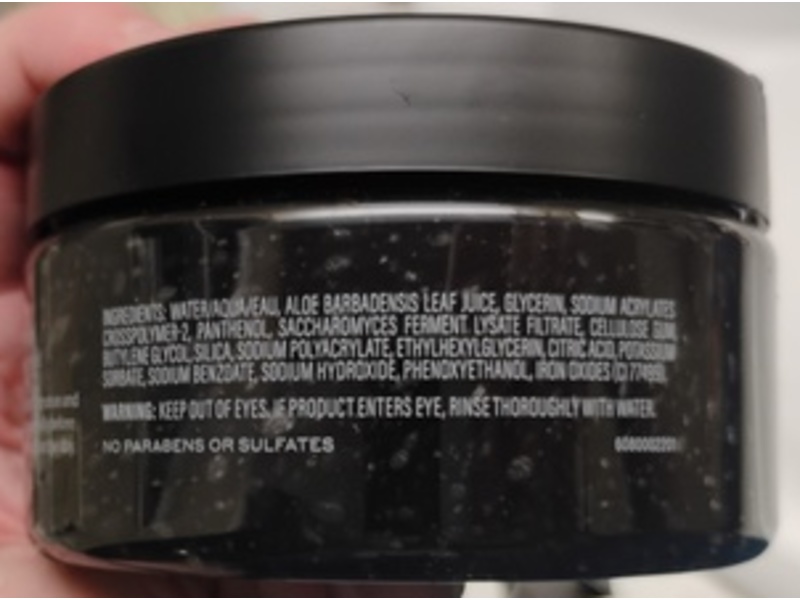 INGREDIENTS: WATER/AQUA/EAU, ALOE BARBADENSIS LEAF JUICE, GLYCERIN, SODIUM ACRYLATES
CROSSPOLYMER-2, PANTHENOL, SACCHAROMYCES FERMENT LYSATE FILTRATE, CELLULOSE GUM,
BUTYLENE GLYCOL, SILICA, SODIUM POLYACRYLATE, ETHYLHEXYLGLYCERIN, CITRIC ACID, POTASSIUM
SORBATE, SODIUM BENZOATE, SODIUM HYDROXIDE, PHENOXYETHANOL, IRON OXIDES (CI 77499).
WARNING: KEEP OUT OF EYES. IF PRODUCT ENTERS EYE, RINSE THOROUGHLY WITH WATER.
NO PARABENS OR SULFATES